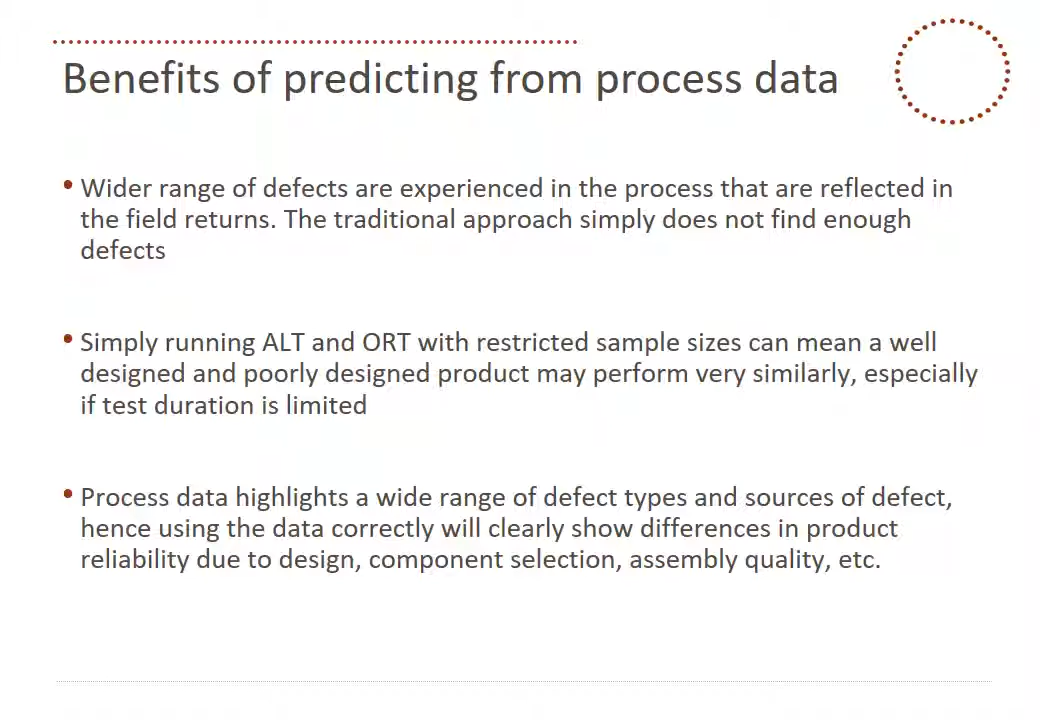 Benefits of predicting from process data
• Wider range of defects are experienced in the process that are reflected in
the field returns. The traditional approach simply does not find enough
defects
• Simply running ALT and ORT with restricted sample sizes can mean a well
designed and poorly designed product may perform very similarly, especially
if test duration is limited
• Process data highlights a wide range of defect types and sources of defect,
hence using the data correctly will clearly show differences in product
reliability due to design, component selection, assembly quality, etc.